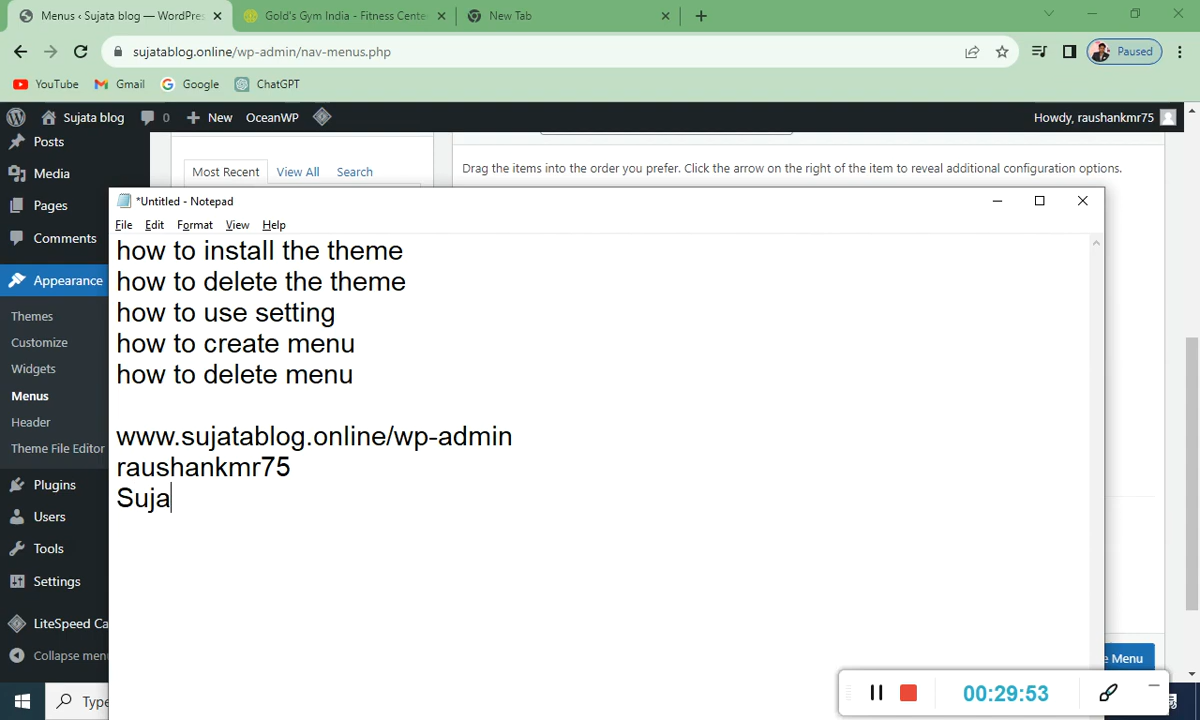 Menus ‹ Sujata blog — WordPres
Gold's Gym India - Fitness Cente
New Tab
sujatablog.online/wp-admin/nav-menus.php
Paused
YouTube
Gmail
Google
ChatGPT
Sujata blog
0
New
OceanWP
Howdy, raushankmr75
Posts
Media
Pages
Comments
Appearance
Themes
Customize
Widgets
Menus
Header
Theme File Editor
Plugins
Users
Tools
Settings
LiteSpeed Ca
Collapse men
Most Recent
View All
Search
Drag the items into the order you prefer. Click the arrow on the right of the item to reveal additional configuration options.
*Untitled - Notepad
File Edit Format View Help
how to install the theme
how to delete the theme
how to use setting
how to create menu
how to delete menu
www.sujatablog.online/wp-admin
raushankmr75
Suja
e Menu
Type
00:29:53